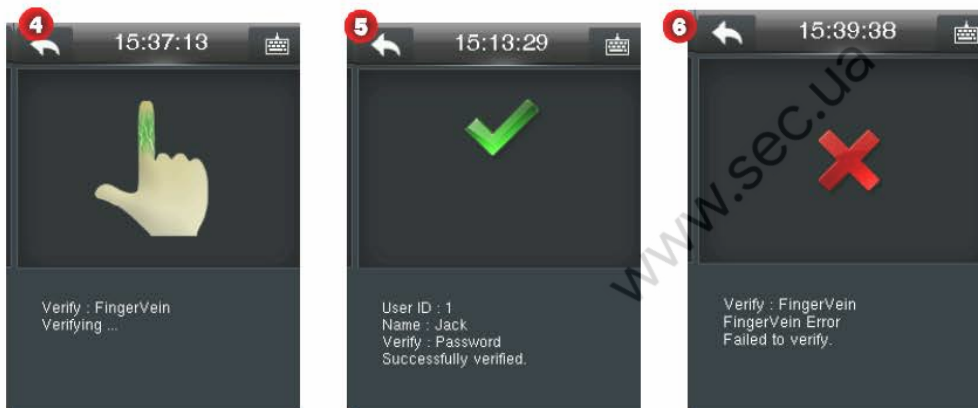 4
15:37:13
Verify : FingerVein
Verifying ...
5
15:13:29
User ID : 1
Name : Jack
Verify : Password
Successfully verified.
6
15:39:38
Verify : FingerVein
FingerVein Error
Failed to verify.
www.sec.ua